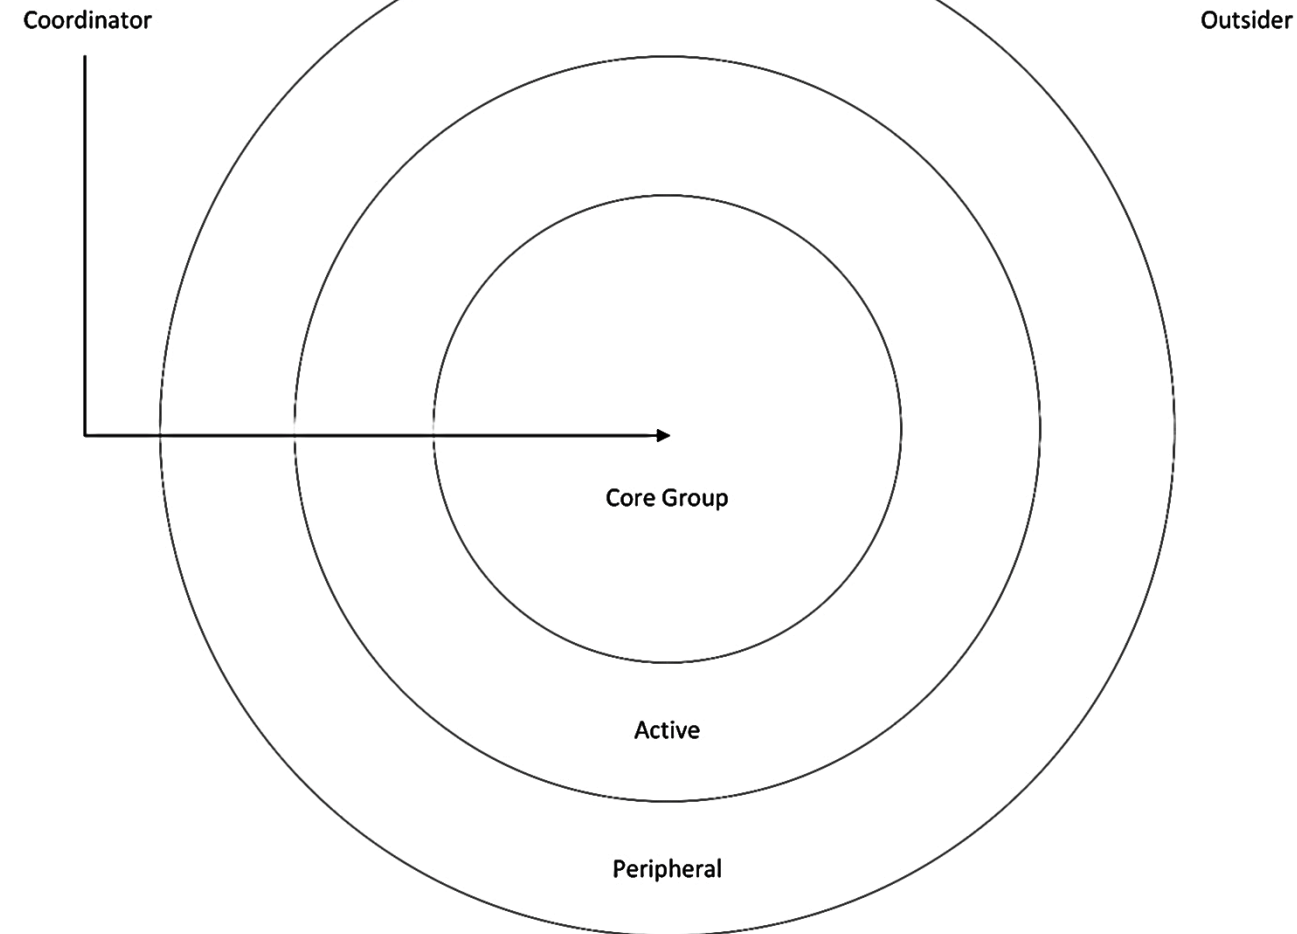 Coordinator
Outsider
Core Group
Active
Peripheral